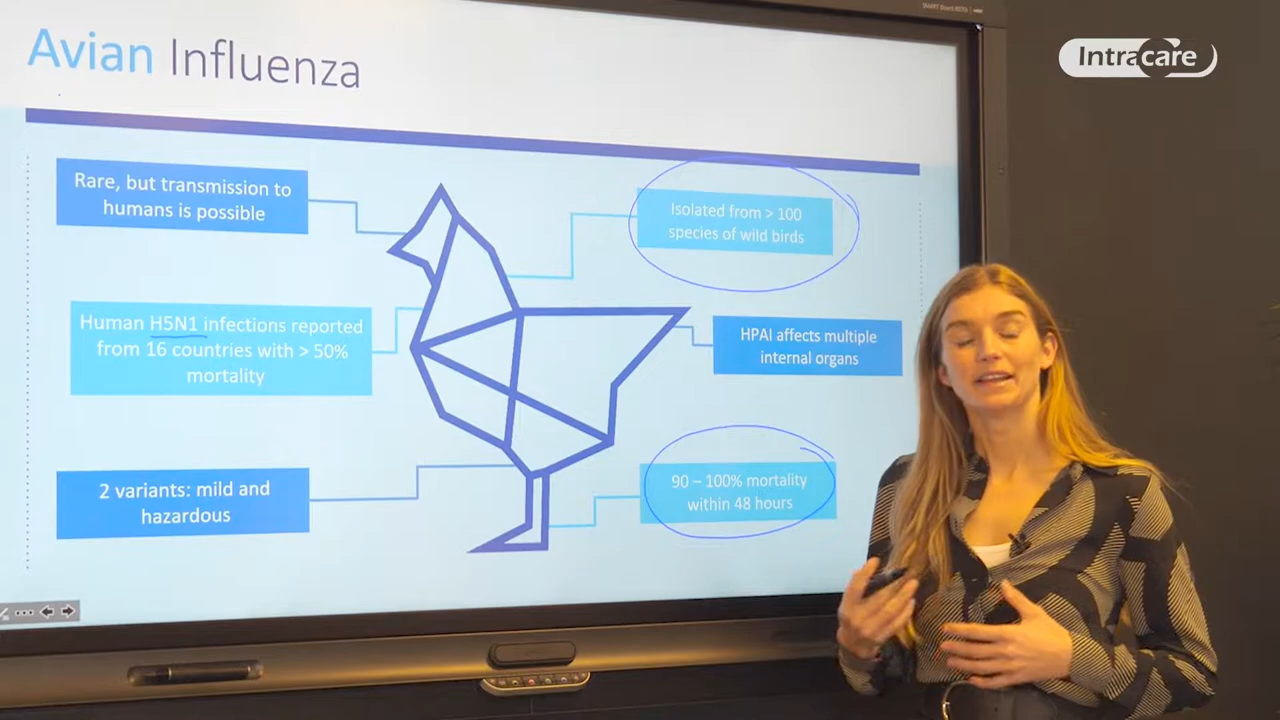 SMART Board
Intracare
Avian Influenza
Rare, but transmission to
humans is possible
Isolated from > 100
species of wild birds
Human H5N1 infections reported
from 16 countries with > 50%
mortality
HPAI affects multiple
internal organs
2 variants: mild and
hazardous
90 – 100% mortality
within 48 hours